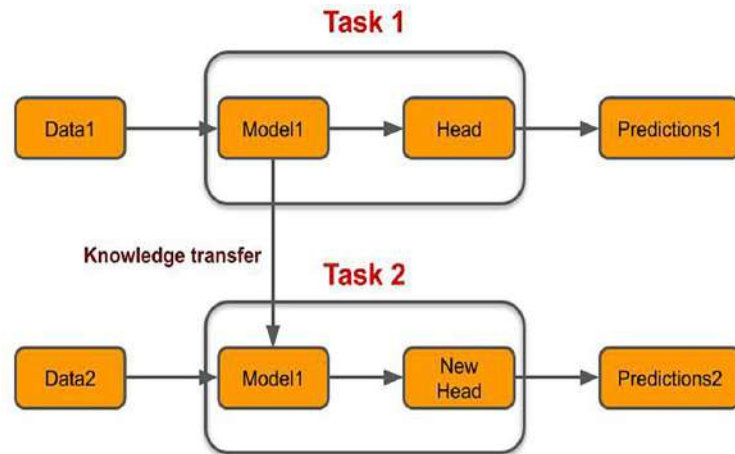 Task 1
Data1
Model1
Head
Predictions1
Knowledge transfer
Task 2
Data2
Model1
New
Head
Predictions2